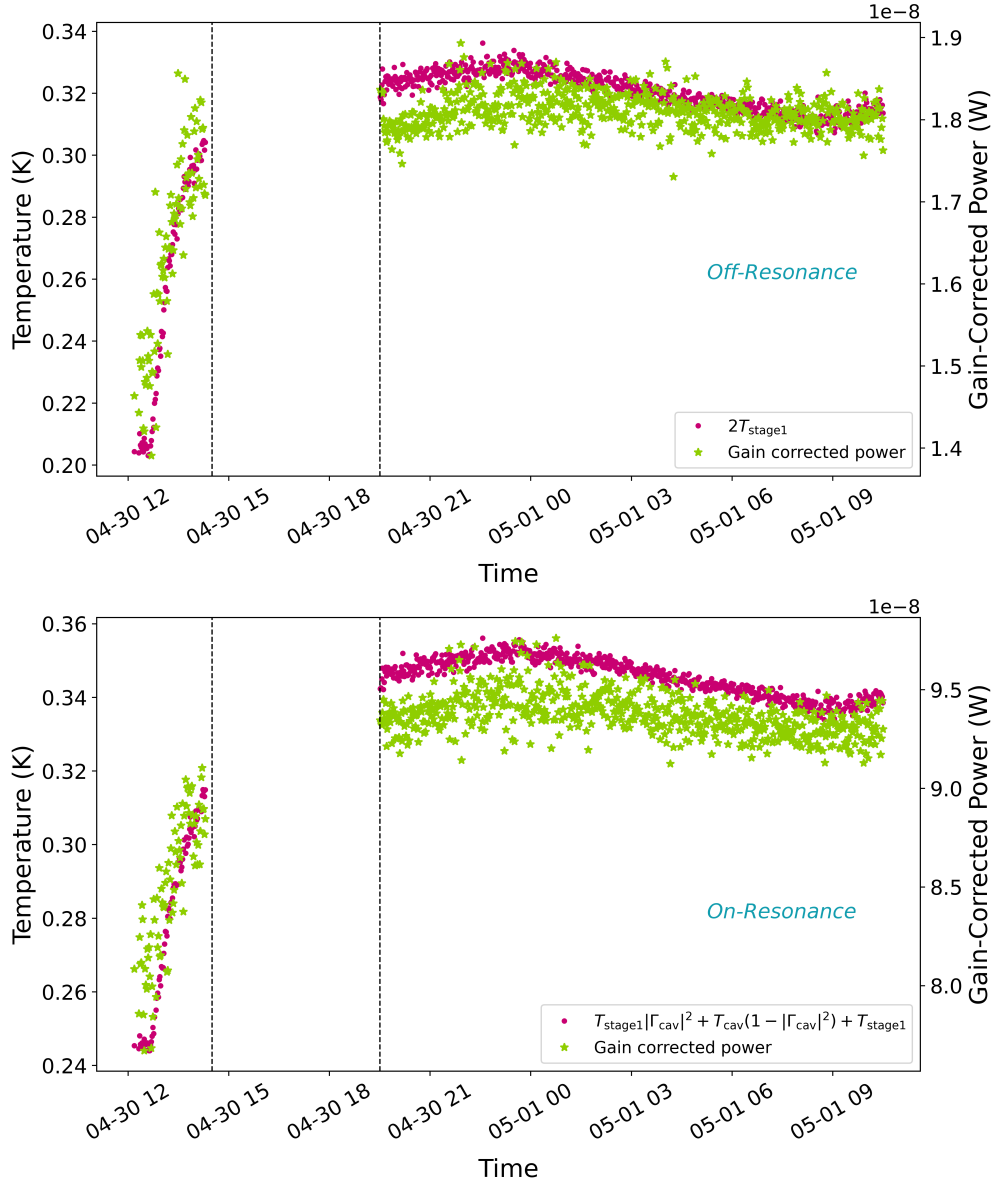 1e−8
0.34
0.32
0.30
0.28
0.26
0.24
0.22
0.20
Temperature (K)
1.9
1.8
1.7
1.6
1.5
1.4
Gain-Corrected Power (W)
Off-Resonance
2T_stage1
Gain corrected power
04-30 12
04-30 15
04-30 18
04-30 21
05-01 00
05-01 03
05-01 06
05-01 09
Time
1e−8
0.36
0.34
0.32
0.30
0.28
0.26
0.24
Temperature (K)
9.5
9.0
8.5
8.0
Gain-Corrected Power (W)
On-Resonance
T_stage1|Γ_cav|² + T_cav(1 − |Γ_cav|²) + T_stage1
Gain corrected power
04-30 12
04-30 15
04-30 18
04-30 21
05-01 00
05-01 03
05-01 06
05-01 09
Time